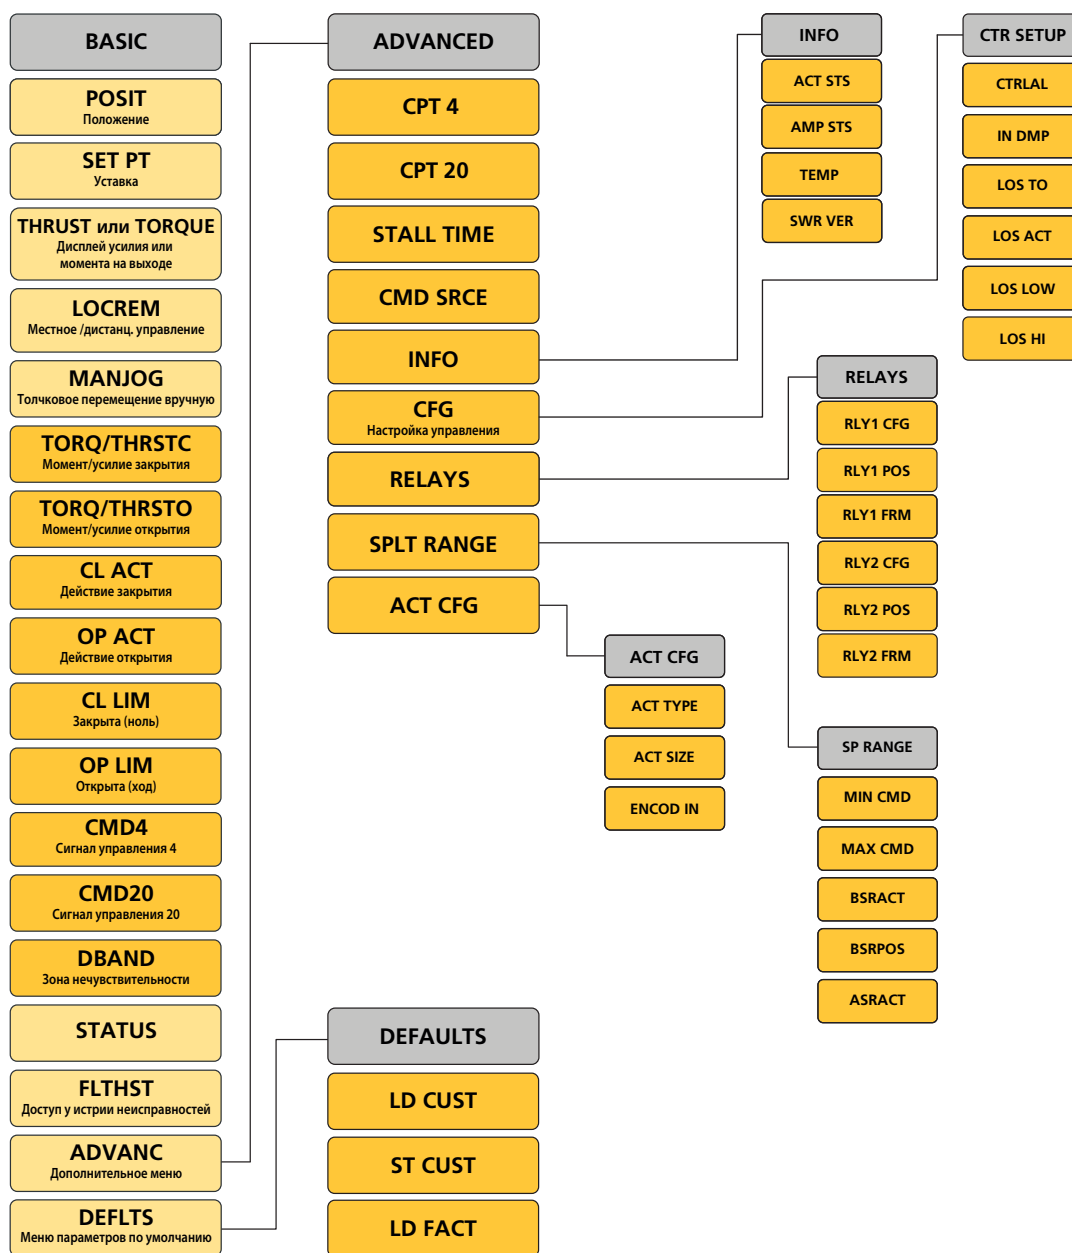 BASIC
POSIT
Положение
SET PT
Уставка
THRUST или TORQUE
Дисплей усилия или
момента на выходе
LOCREM
Местное /дистанц. управление
MANJOG
Толчковое перемещение вручную
TORQ/THRSTC
Момент/усилие закрытия
TORQ/THRSTO
Момент/усилие открытия
CL ACT
Действие закрытия
OP ACT
Действие открытия
CL LIM
Закрыта (ноль)
OP LIM
Открыта (ход)
CMD4
Сигнал управления 4
CMD20
Сигнал управления 20
DBAND
Зона нечувствительности
STATUS
FLTHST
Доступ у истрии неисправностей
ADVANC
Дополнительное меню
DEFLTS
Меню параметров по умолчанию
ADVANCED
CPT 4
CPT 20
STALL TIME
CMD SRCE
INFO
CFG
Настройка управления
RELAYS
SPLT RANGE
ACT CFG
DEFAULTS
LD CUST
ST CUST
LD FACT
ACT CFG
ACT TYPE
ACT SIZE
ENCOD IN
INFO
ACT STS
AMP STS
TEMP
SWR VER
RELAYS
RLY1 CFG
RLY1 POS
RLY1 FRM
RLY2 CFG
RLY2 POS
RLY2 FRM
SP RANGE
MIN CMD
MAX CMD
BSRACT
BSRPOS
ASRACT
CTR SETUP
CTRLAL
IN DMP
LOS TO
LOS ACT
LOS LOW
LOS HI